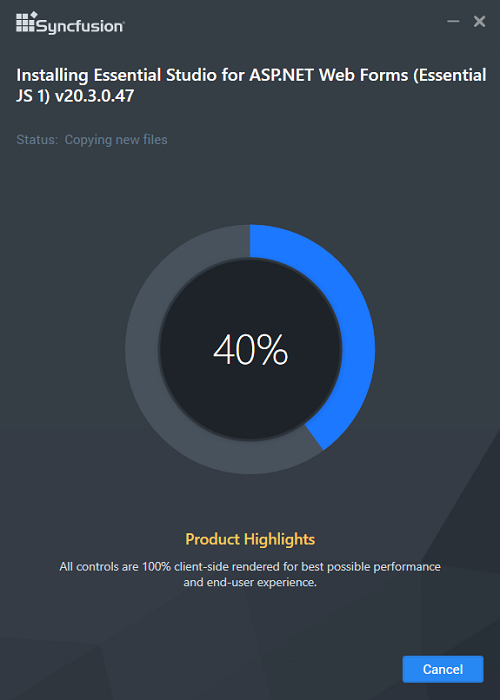 Syncfusion
Installing Essential Studio for ASP.NET Web Forms (Essential
JS 1) v20.3.0.47
Status: Copying new files
40%
Product Highlights
All controls are 100% client-side rendered for best possible performance
and end-user experience.
Cancel